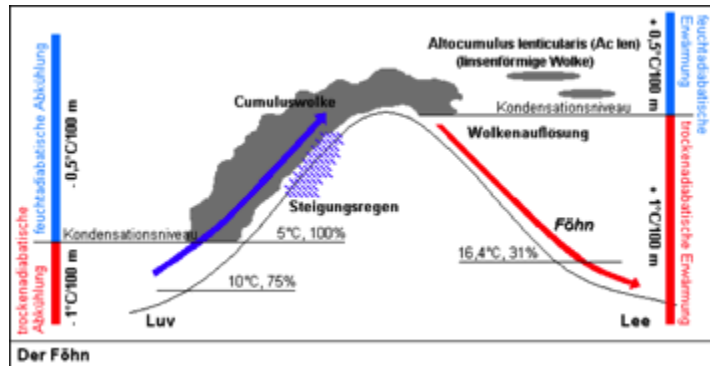 trockenadiabatische
Abkühlung
feuchtadiabatische Abkühlung
- 1°C/100 m
- 0,5°C/100 m
Altocumulus lenticularis (Ac len)
(linsenförmige Wolke)
Cumuluswolke
Kondensationsniveau
Wolkenauflösung
Steigungsregen
Kondensationsniveau
5°C, 100%
Föhn
16,4°C, 31%
10°C, 75%
Luv
Lee
+ 0,5°C/100 m
feuchtadiabatische
Erwärmung
+ 1°C/100 m
trockenadiabatische Erwärmung
Der Föhn